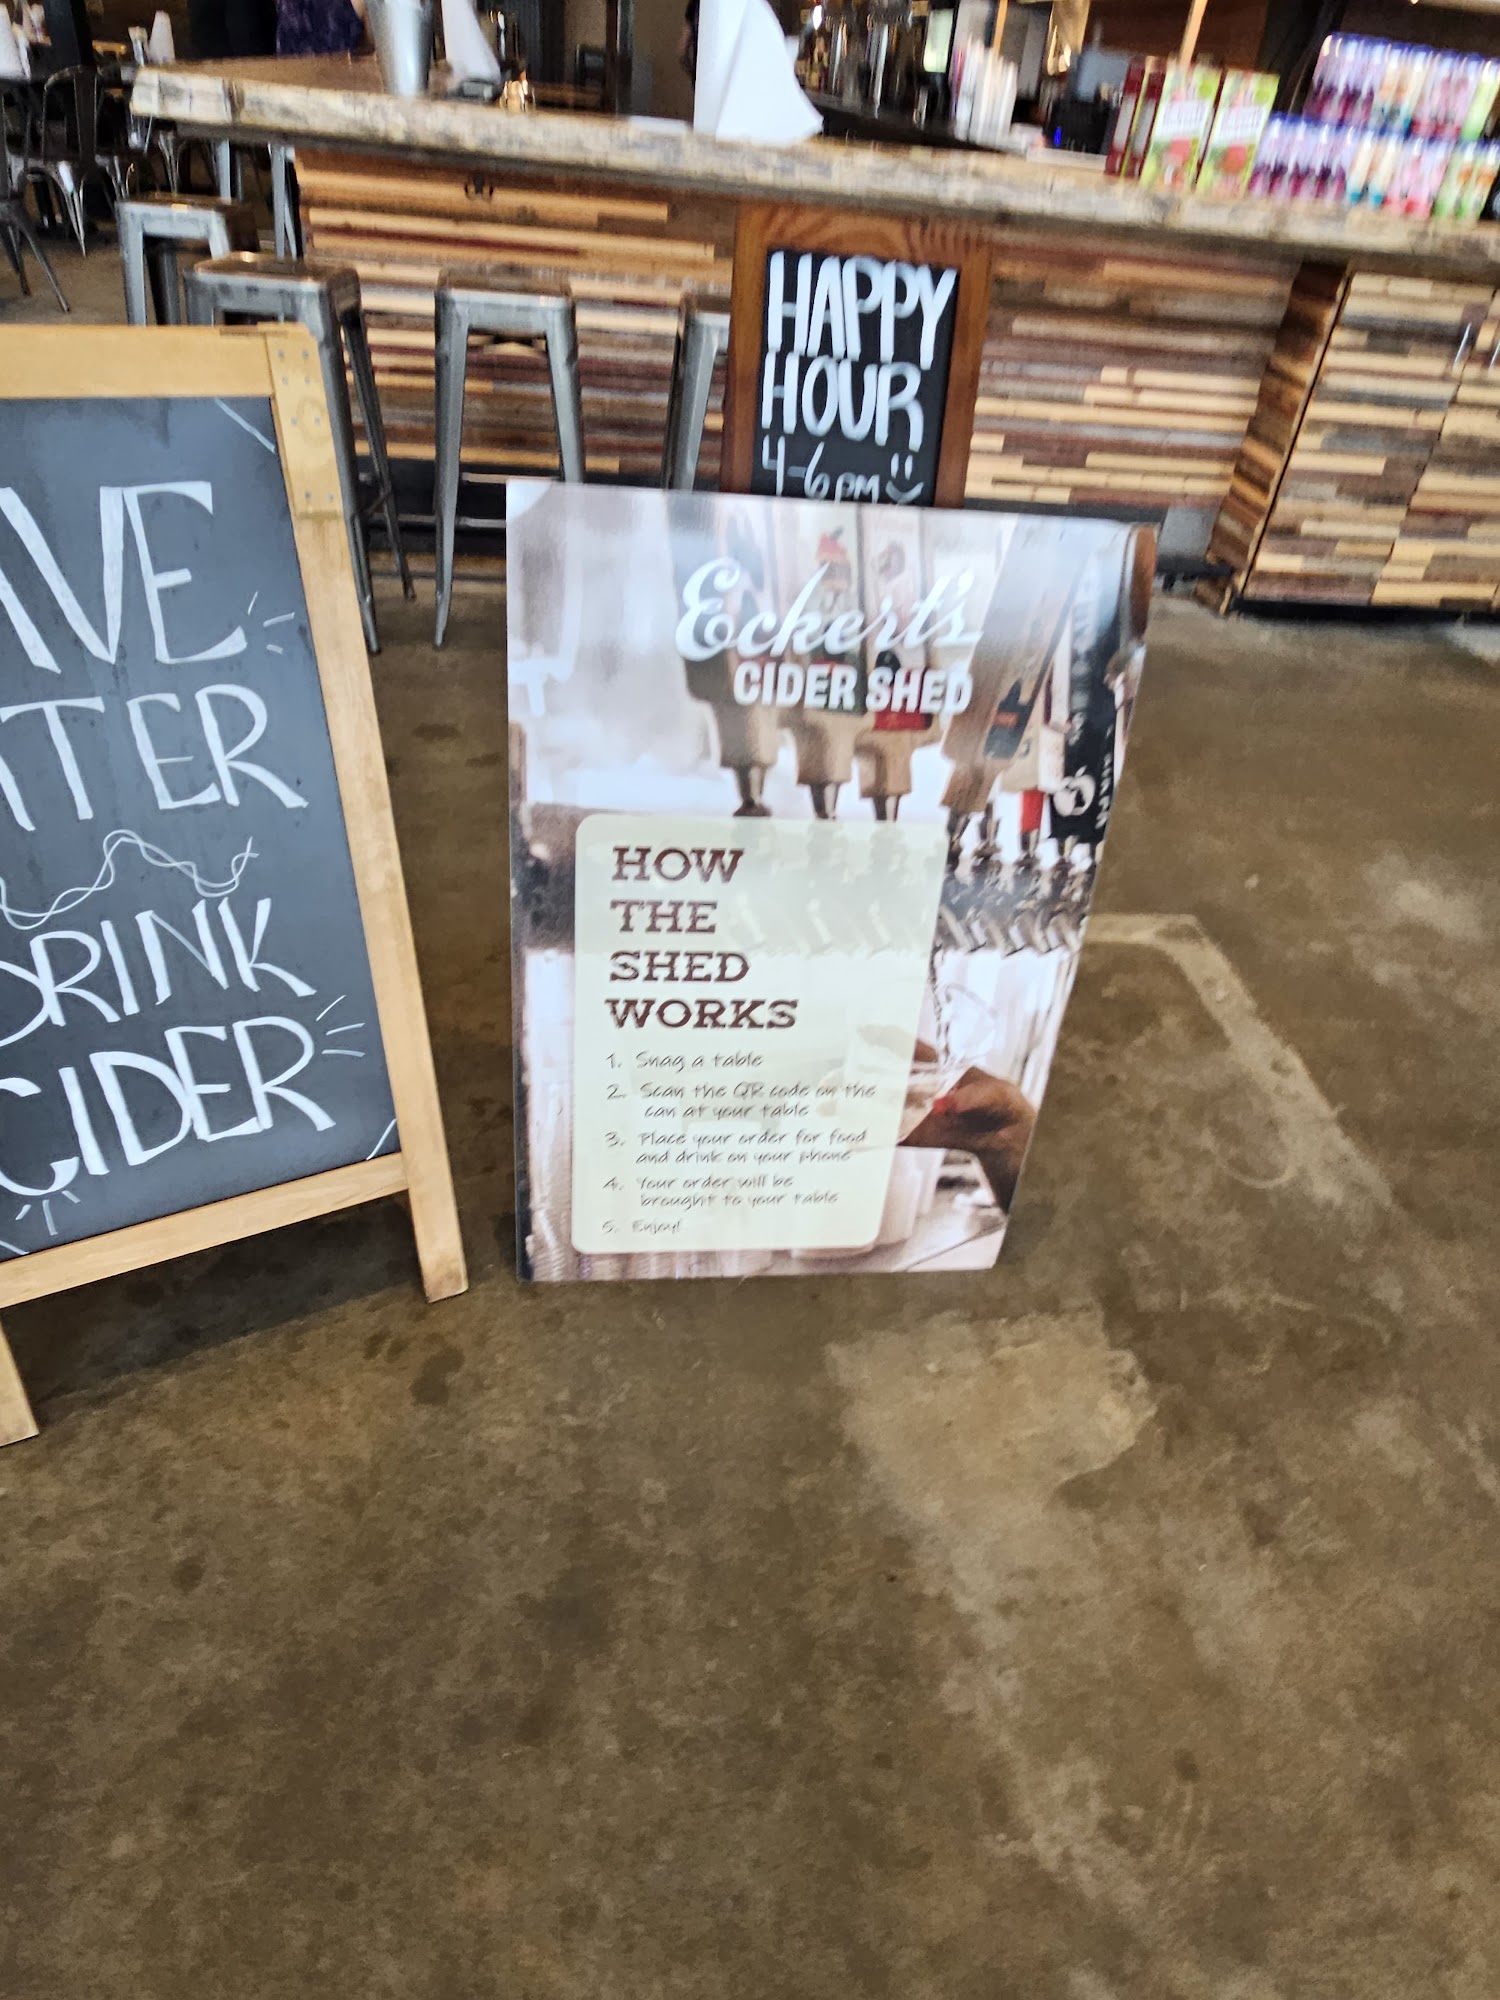 HAPPY
HOUR
4-6pm
AVE
TER
DRINK
CIDER
Eckert's
CIDER SHED
HOW
THE
SHED
WORKS
1. Snag a table
2. Scan the QR code on the
can at your table
3. Place your order for food
and drink on your phone
4. Your order will be
brought to your table
5. Enjoy!